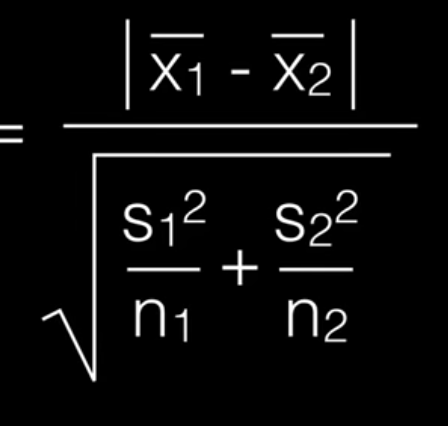 = |x̅₁ - x̅₂|
√
s₁² + s₂²
n₁ n₂